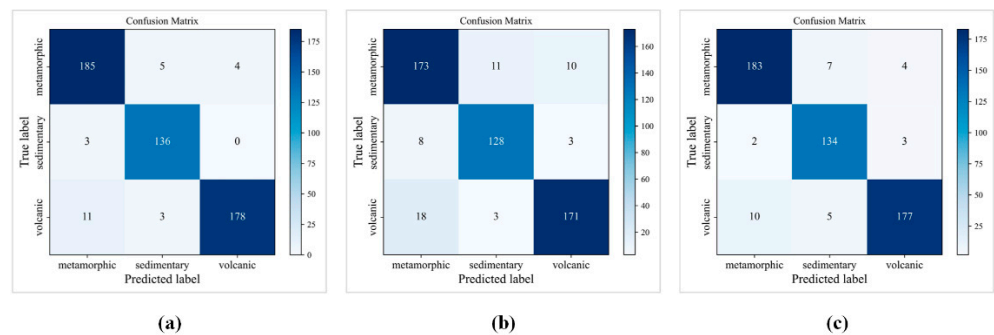 Confusion Matrix
True label
metamorphic
sedimentary
volcanic
185 5 4
3 136 0
11 3 178
metamorphic sedimentary volcanic
Predicted label
175
150
125
100
75
50
25
0
(a)
Confusion Matrix
True label
metamorphic
sedimentary
volcanic
173 11 10
8 128 3
18 3 171
metamorphic sedimentary volcanic
Predicted label
160
140
120
100
80
60
40
20
(b)
Confusion Matrix
True label
metamorphic
sedimentary
volcanic
183 7 4
2 134 3
10 5 177
metamorphic sedimentary volcanic
Predicted label
175
150
125
100
75
50
25
(c)